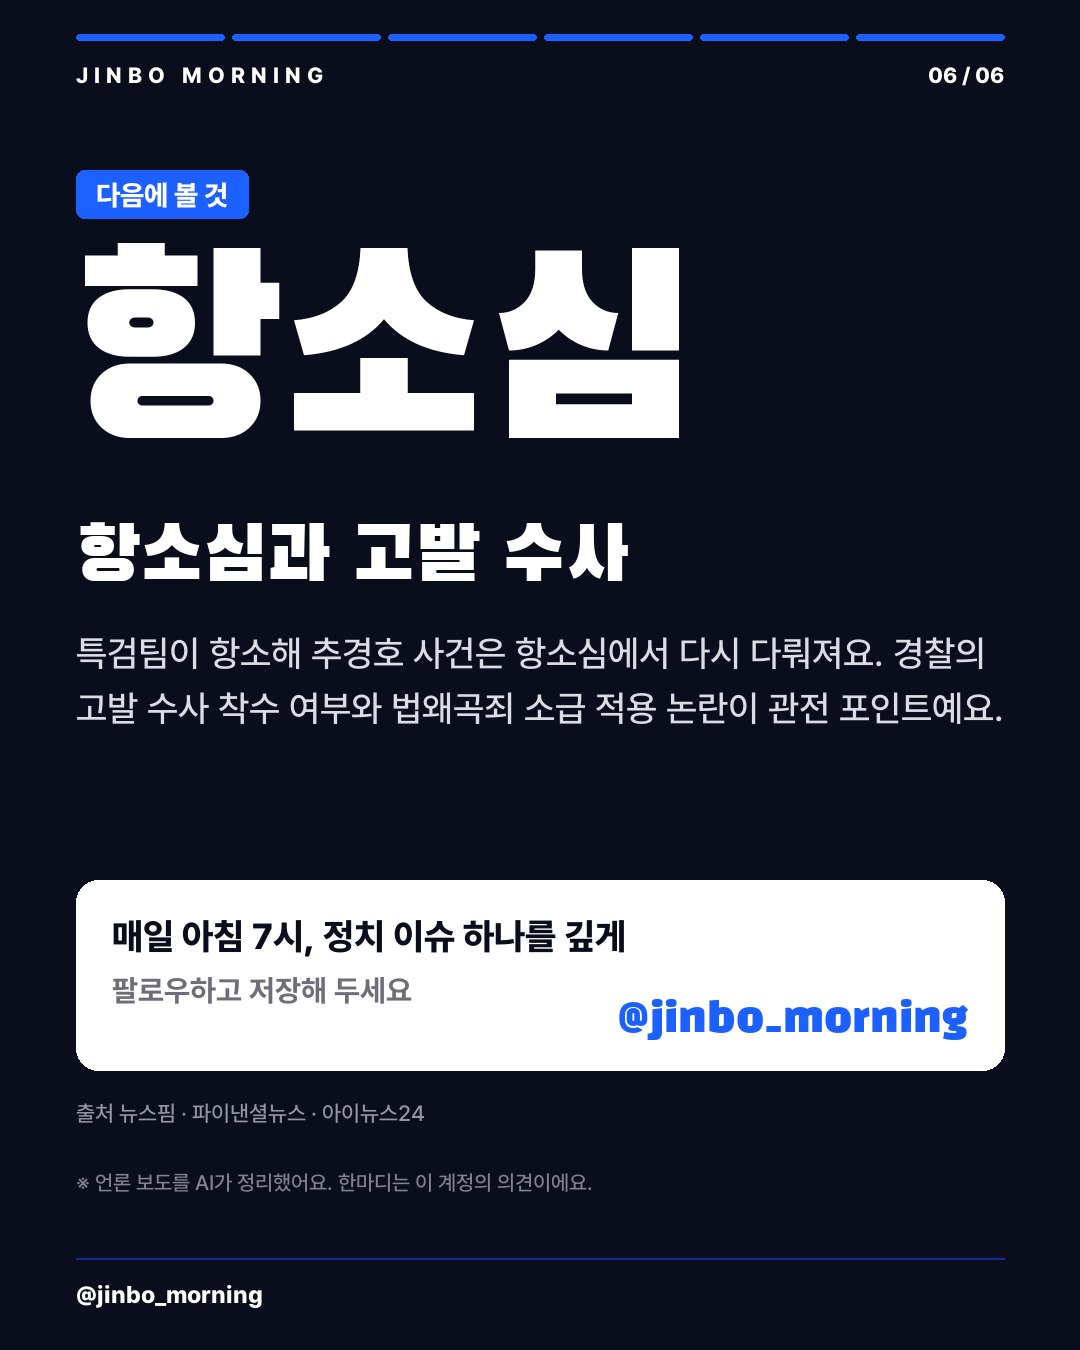 JINBO MORNING
06 / 06
다음에 볼 것
항소심
항소심과 고발 수사
특검팀이 항소해 추경호 사건은 항소심에서 다시 다뤄져요. 경찰의
고발 수사 착수 여부와 법왜곡죄 소급 적용 논란이 관전 포인트예요.
매일 아침 7시, 정치 이슈 하나를 깊게
팔로우하고 저장해 두세요
@jinbo_morning
출처 뉴스핌 · 파이낸셜뉴스 · 아이뉴스24
※ 언론 보도를 AI가 정리했어요. 한마디는 이 계정의 의견이에요.
@jinbo_morning